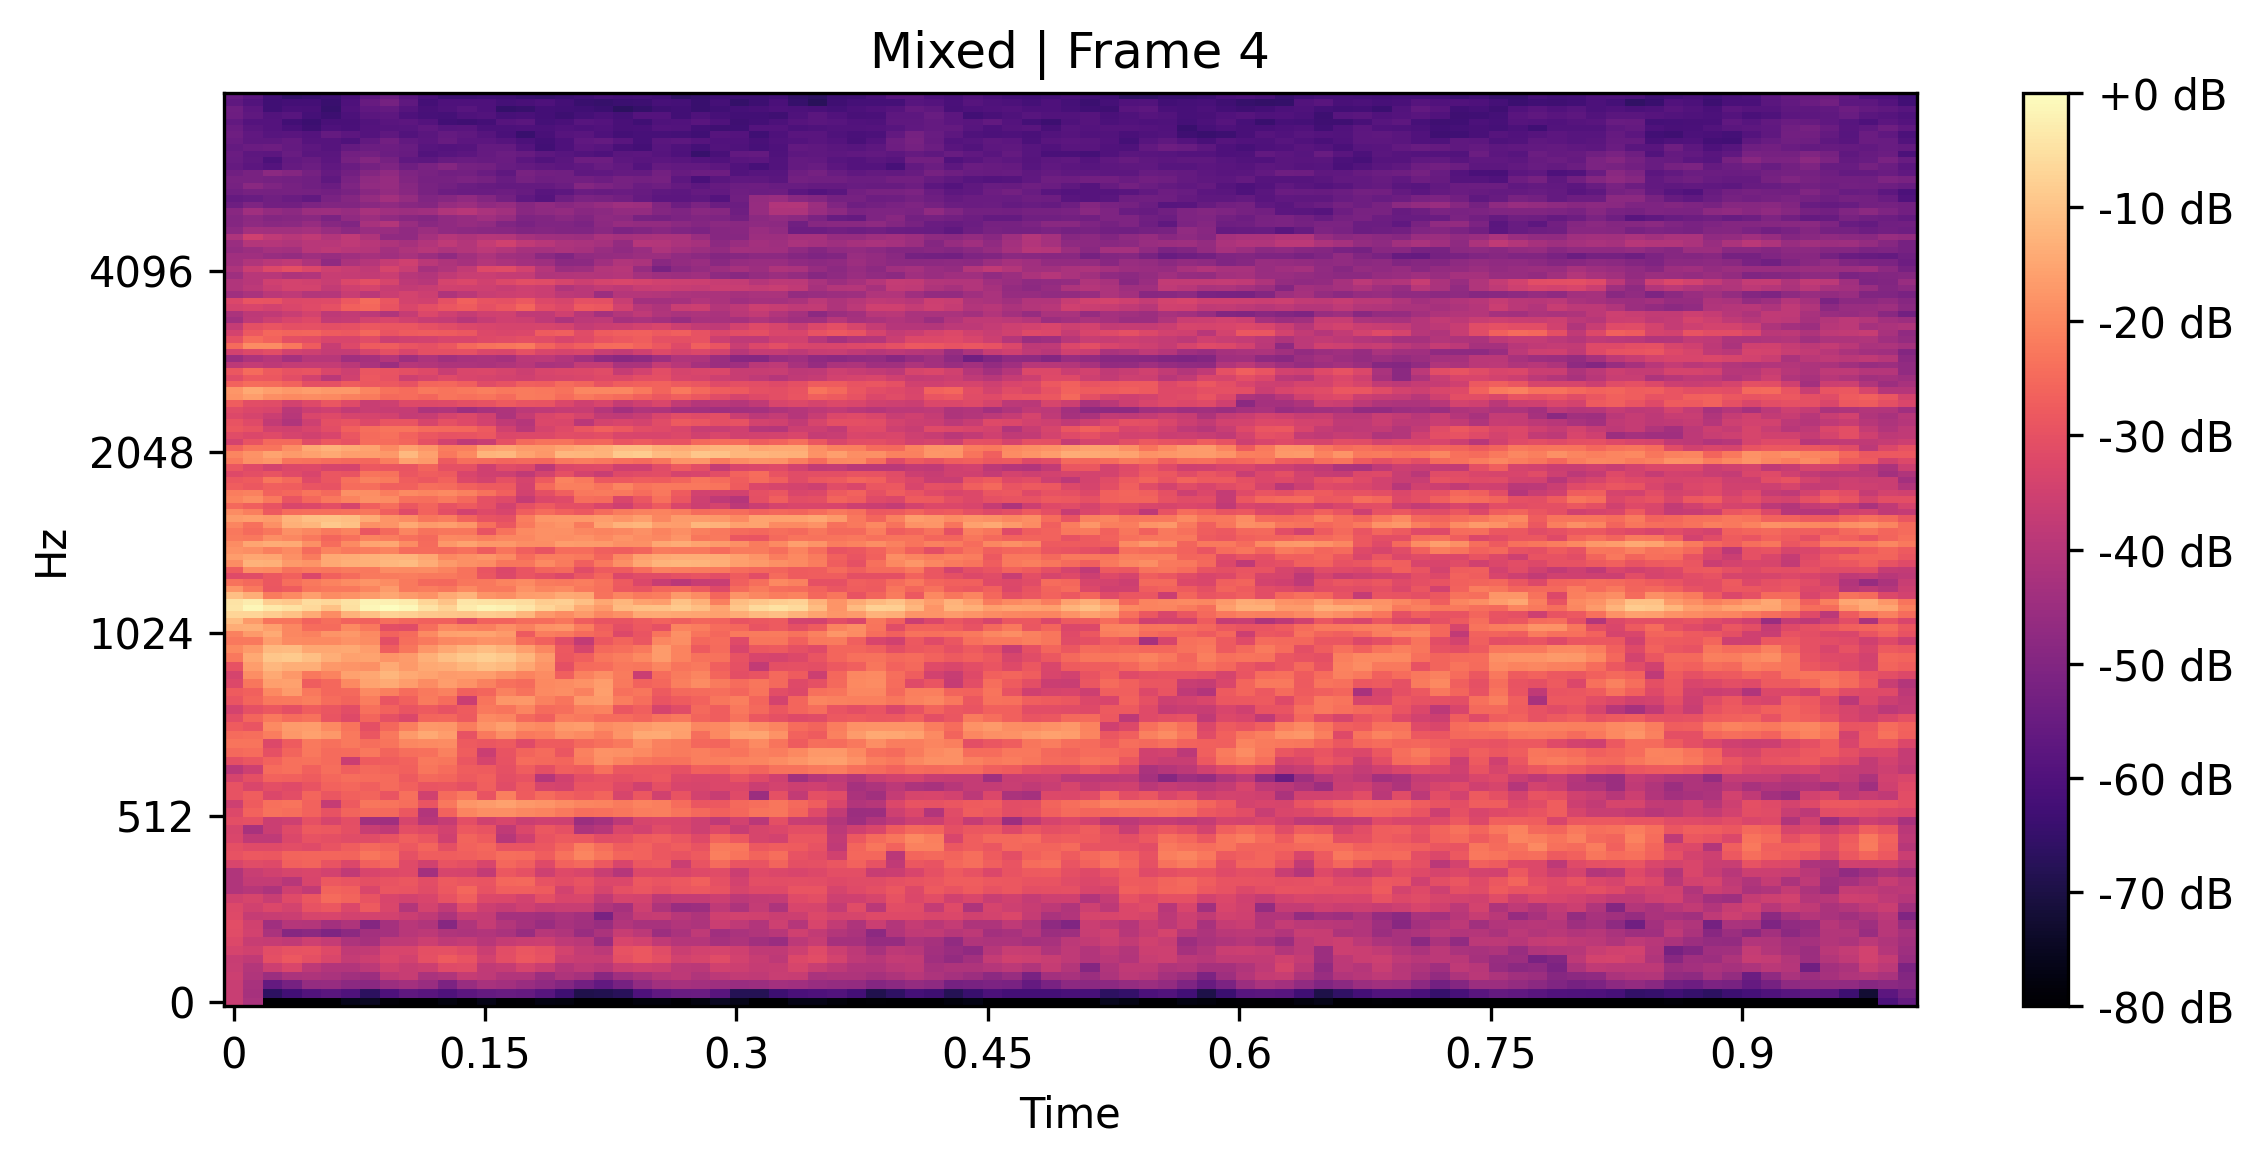 Mixed | Frame 4
Hz
4096
2048
1024
512
0
0 0.15 0.3 0.45 0.6 0.75 0.9
Time
+0 dB
-10 dB
-20 dB
-30 dB
-40 dB
-50 dB
-60 dB
-70 dB
-80 dB